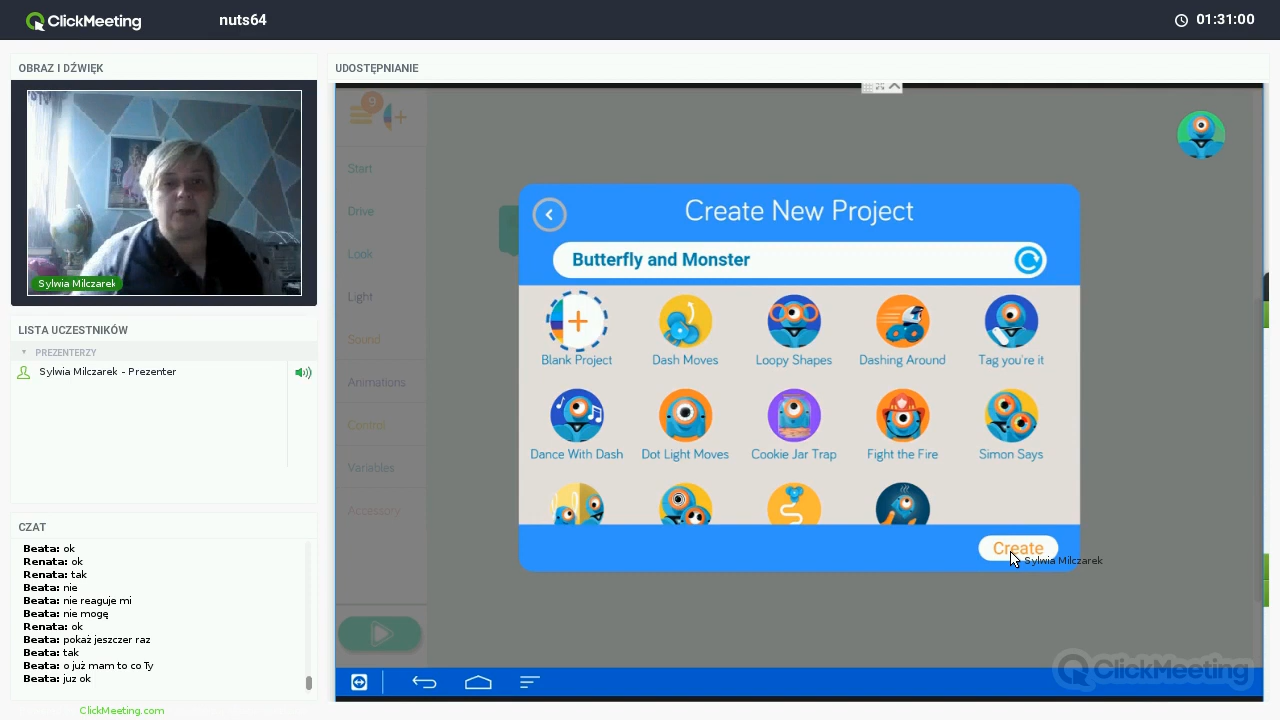 ClickMeeting
nuts64
01:31:00
OBRAZ I DŹWIĘK
Sylwia Milczarek
LISTA UCZESTNIKÓW
PREZENTERZY
Sylwia Milczarek - Prezenter
CZAT
Beata: ok
Renata: ok
Renata: tak
Beata: nie
Beata: nie reaguje mi
Beata: nie mogę
Renata: ok
Beata: pokaż jeszczer raz
Beata: tak
Beata: o już mam to co Ty
Beata: juz ok
ClickMeeting.com
UDOSTĘPNIANIE
9
Start
Drive
Look
Light
Sound
Animations
Control
Variables
Accessory
Create New Project
Butterfly and Monster
Blank Project
Dash Moves
Loopy Shapes
Dashing Around
Tag you're it
Dance With Dash
Dot Light Moves
Cookie Jar Trap
Fight the Fire
Simon Says
Create
Sylwia Milczarek
ClickMeeting